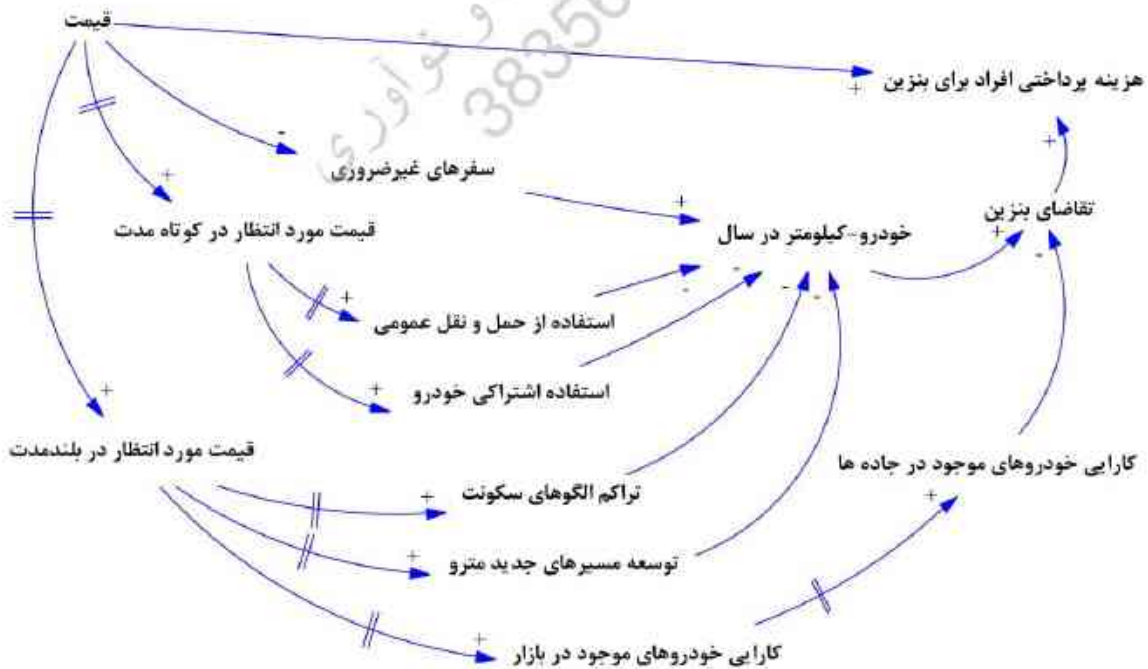 قیمت
و نوآوری
38356
هزینه پرداختی افراد برای بنزین
+
-
سفرهای غیرضروری
+
+
+
تقاضای بنزین
قیمت مورد انتظار در کوتاه مدت
خودرو-کیلومتر در سال
+
-
-
-
-
-
+
استفاده از حمل و نقل عمومی
+
استفاده اشتراکی خودرو
+
قیمت مورد انتظار در بلندمدت
کارایی خودروهای موجود در جاده ها
+
تراکم الگوهای سکونت
+
+
توسعه مسیرهای جدید مترو
+
کارایی خودروهای موجود در بازار